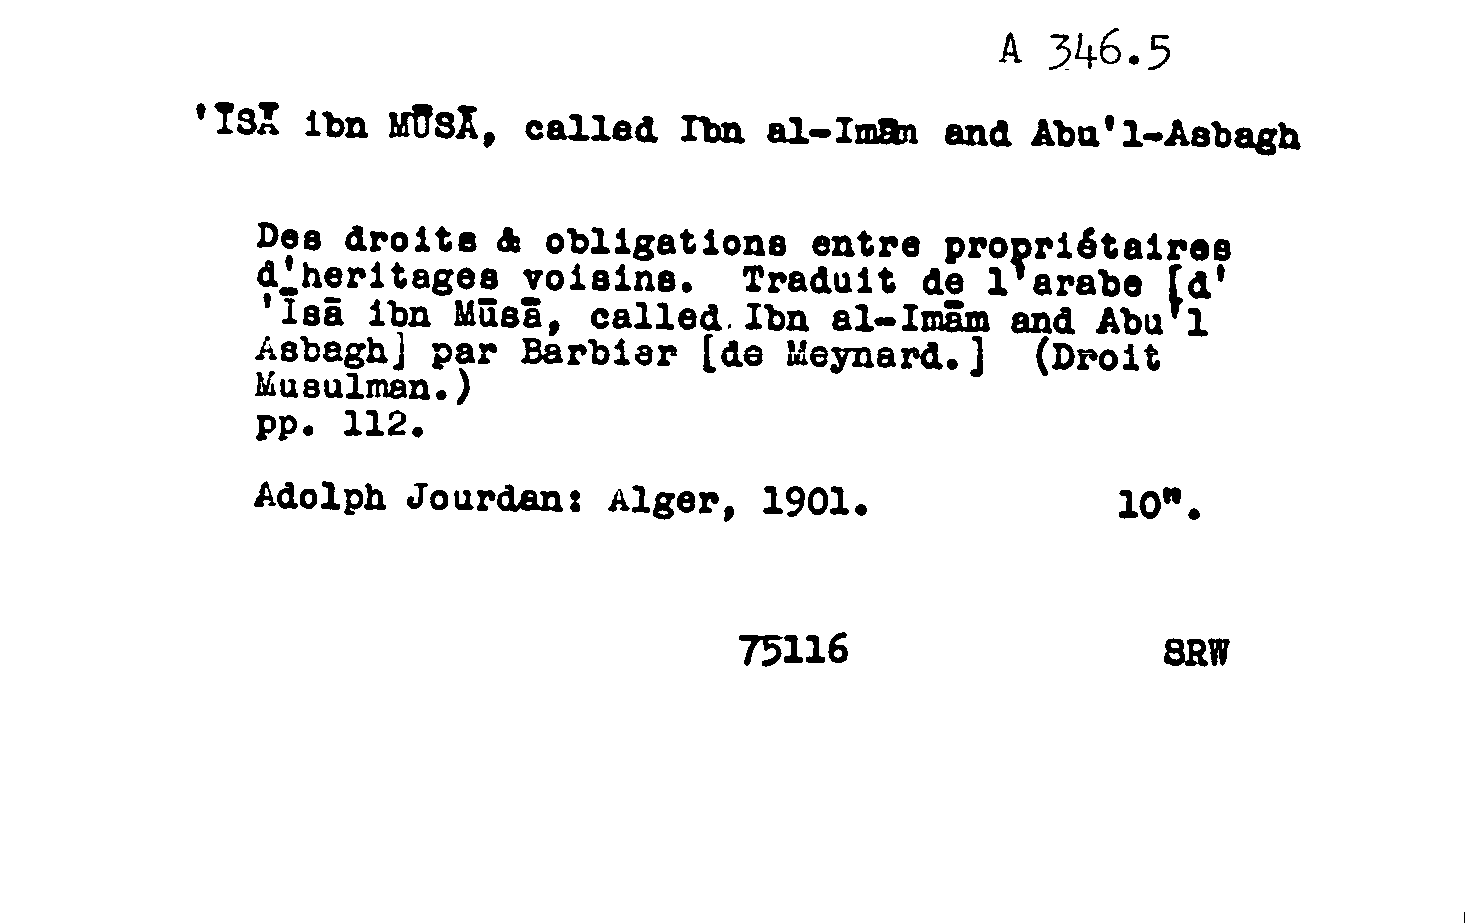 A 346.5
'ĪSĀ ibn MŪSĀ, called Ibn al-Imān and Abu'l-Asbagh
Des droits & obligations entre propriétaires
d'heritages voisins. Traduit de l'arabe [d'
'Īsā ibn Mūsā, called Ibn al-Imām and Abu'l
Asbagh] par Barbier [de Meynard.] (Droit
Musulman.)
pp. 112.
Adolph Jourdan: Alger, 1901. 10".
75116 SRW